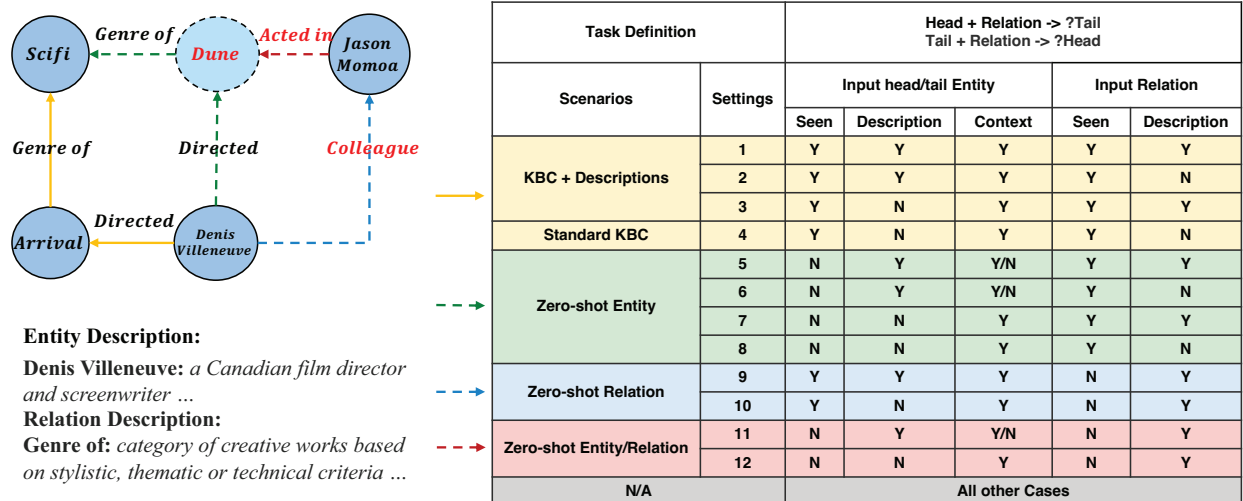 Scifi
Genre of
Dune
Acted in
Jason
Momoa
Genre of
Directed
Colleague
Arrival
Directed
Denis
Villeneuve
Entity Description:
Denis Villeneuve: a Canadian film director
and screenwriter ...
Relation Description:
Genre of: category of creative works based
on stylistic, thematic or technical criteria ...
Task Definition
Head + Relation -> ?Tail
Tail + Relation -> ?Head
Scenarios Settings Input head/tail Entity Input Relation
Seen Description Context Seen Description
KBC + Descriptions
1 Y Y Y Y Y
2 Y Y Y Y N
3 Y N Y Y Y
Standard KBC 4 Y N Y Y N
Zero-shot Entity
5 N Y Y/N Y Y
6 N Y Y/N Y N
7 N N Y Y Y
8 N N Y Y N
Zero-shot Relation
9 Y Y Y N Y
10 Y N Y N Y
Zero-shot Entity/Relation
11 N Y Y/N N Y
12 N N Y N Y
N/A All other Cases